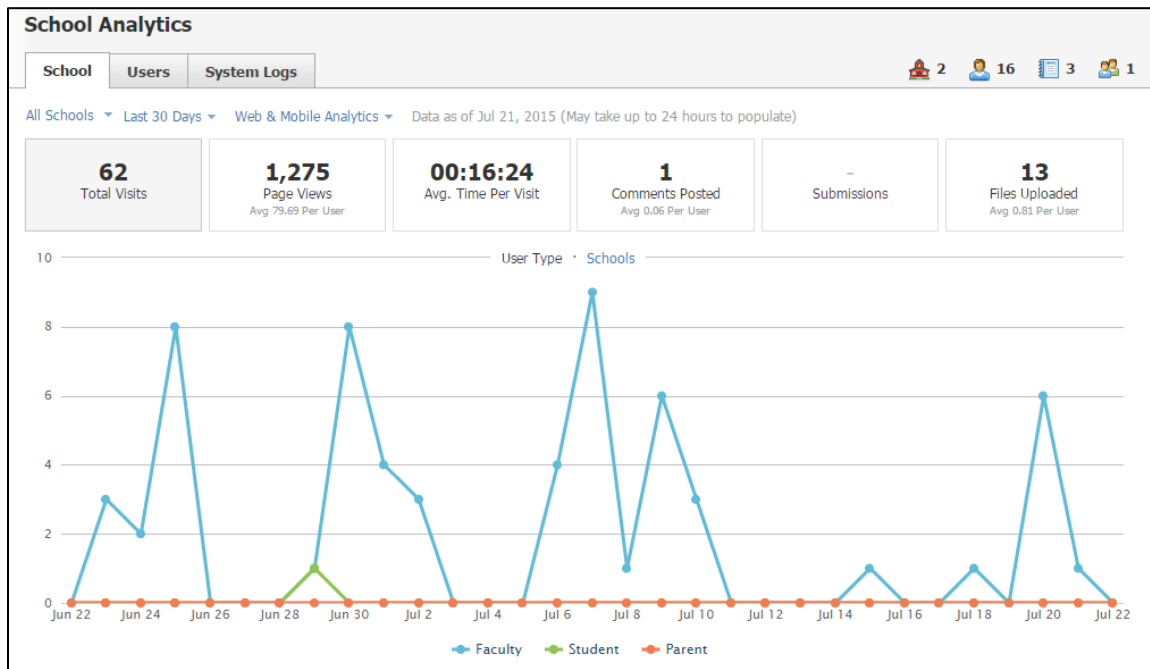 School Analytics
School Users System Logs 2 16 3 1
All Schools Last 30 Days Web & Mobile Analytics Data as of Jul 21, 2015 (May take up to 24 hours to populate)
62 1,275 00:16:24 1 - 13
Total Visits Page Views Avg. Time Per Visit Comments Posted Submissions Files Uploaded
Avg 79.69 Per User Avg 0.06 Per User Avg 0.81 Per User
10 User Type · Schools
8
6
4
2
0
Jun 22 Jun 24 Jun 26 Jun 28 Jun 30 Jul 2 Jul 4 Jul 6 Jul 8 Jul 10 Jul 12 Jul 14 Jul 16 Jul 18 Jul 20 Jul 22
Faculty Student Parent